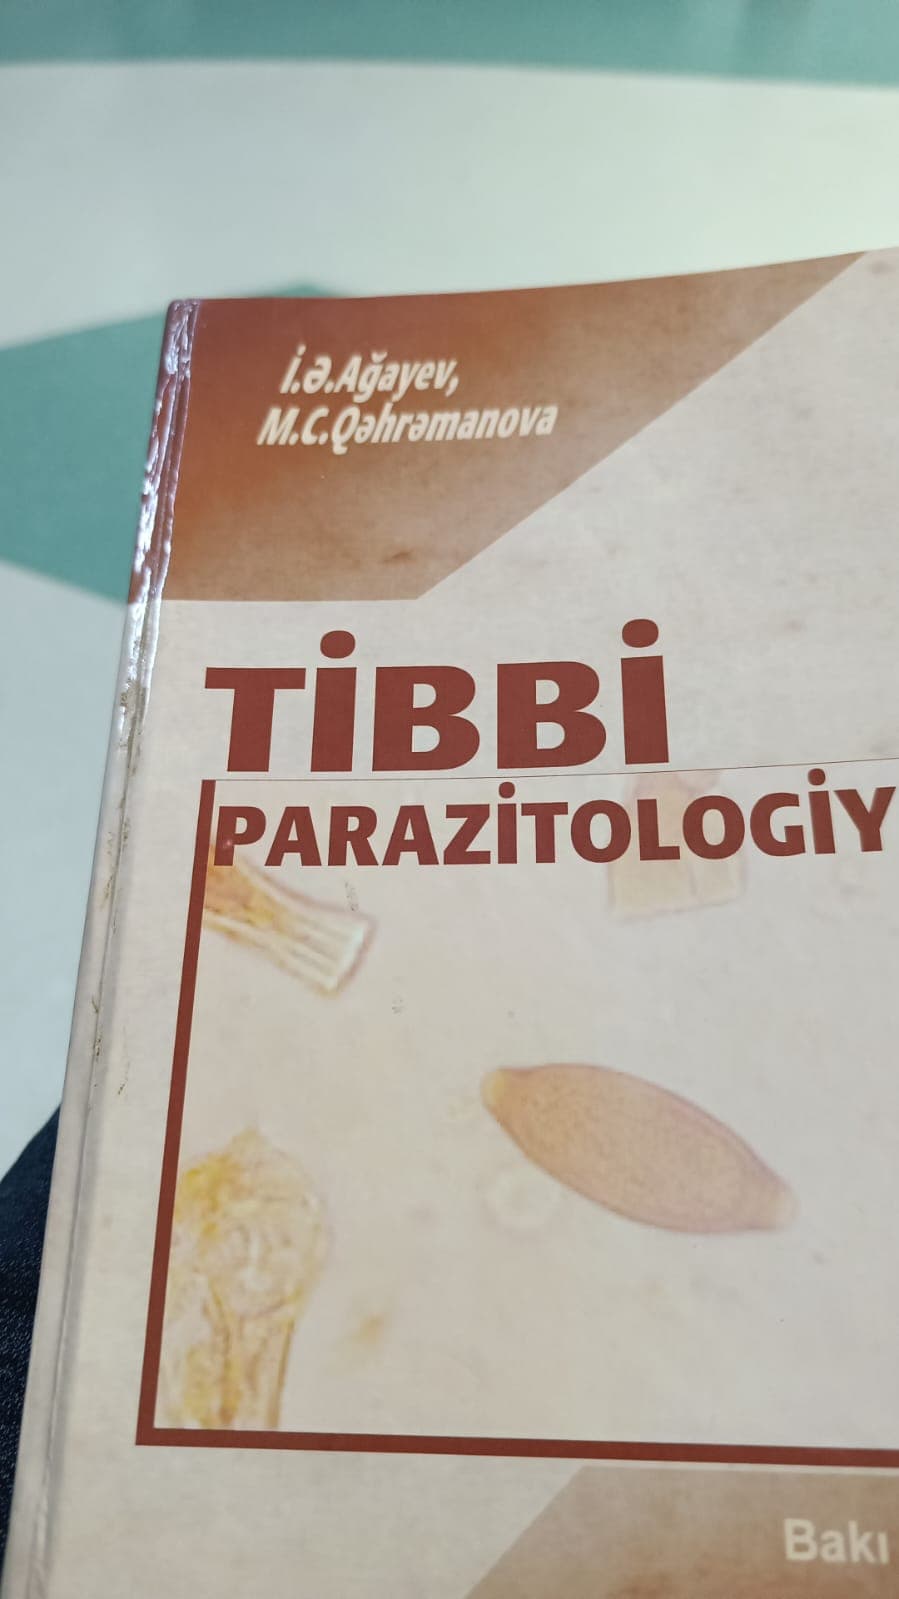 İ.Ə.Ağayev,
M.C.Qəhrəmanova
TİBBİ
PARAZİTOLOGİY
Bakı